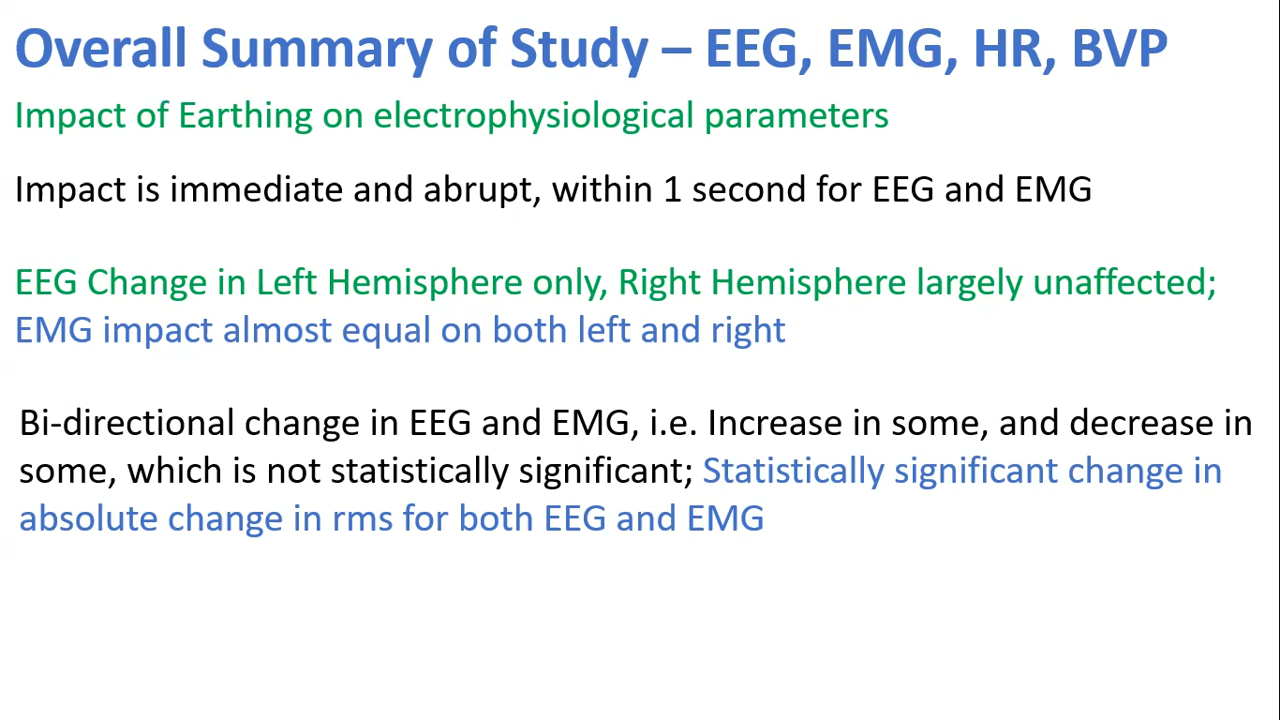 Overall Summary of Study – EEG, EMG, HR, BVP
Impact of Earthing on electrophysiological parameters
Impact is immediate and abrupt, within 1 second for EEG and EMG
EEG Change in Left Hemisphere only, Right Hemisphere largely unaffected;
EMG impact almost equal on both left and right
Bi-directional change in EEG and EMG, i.e. Increase in some, and decrease in
some, which is not statistically significant; Statistically significant change in
absolute change in rms for both EEG and EMG